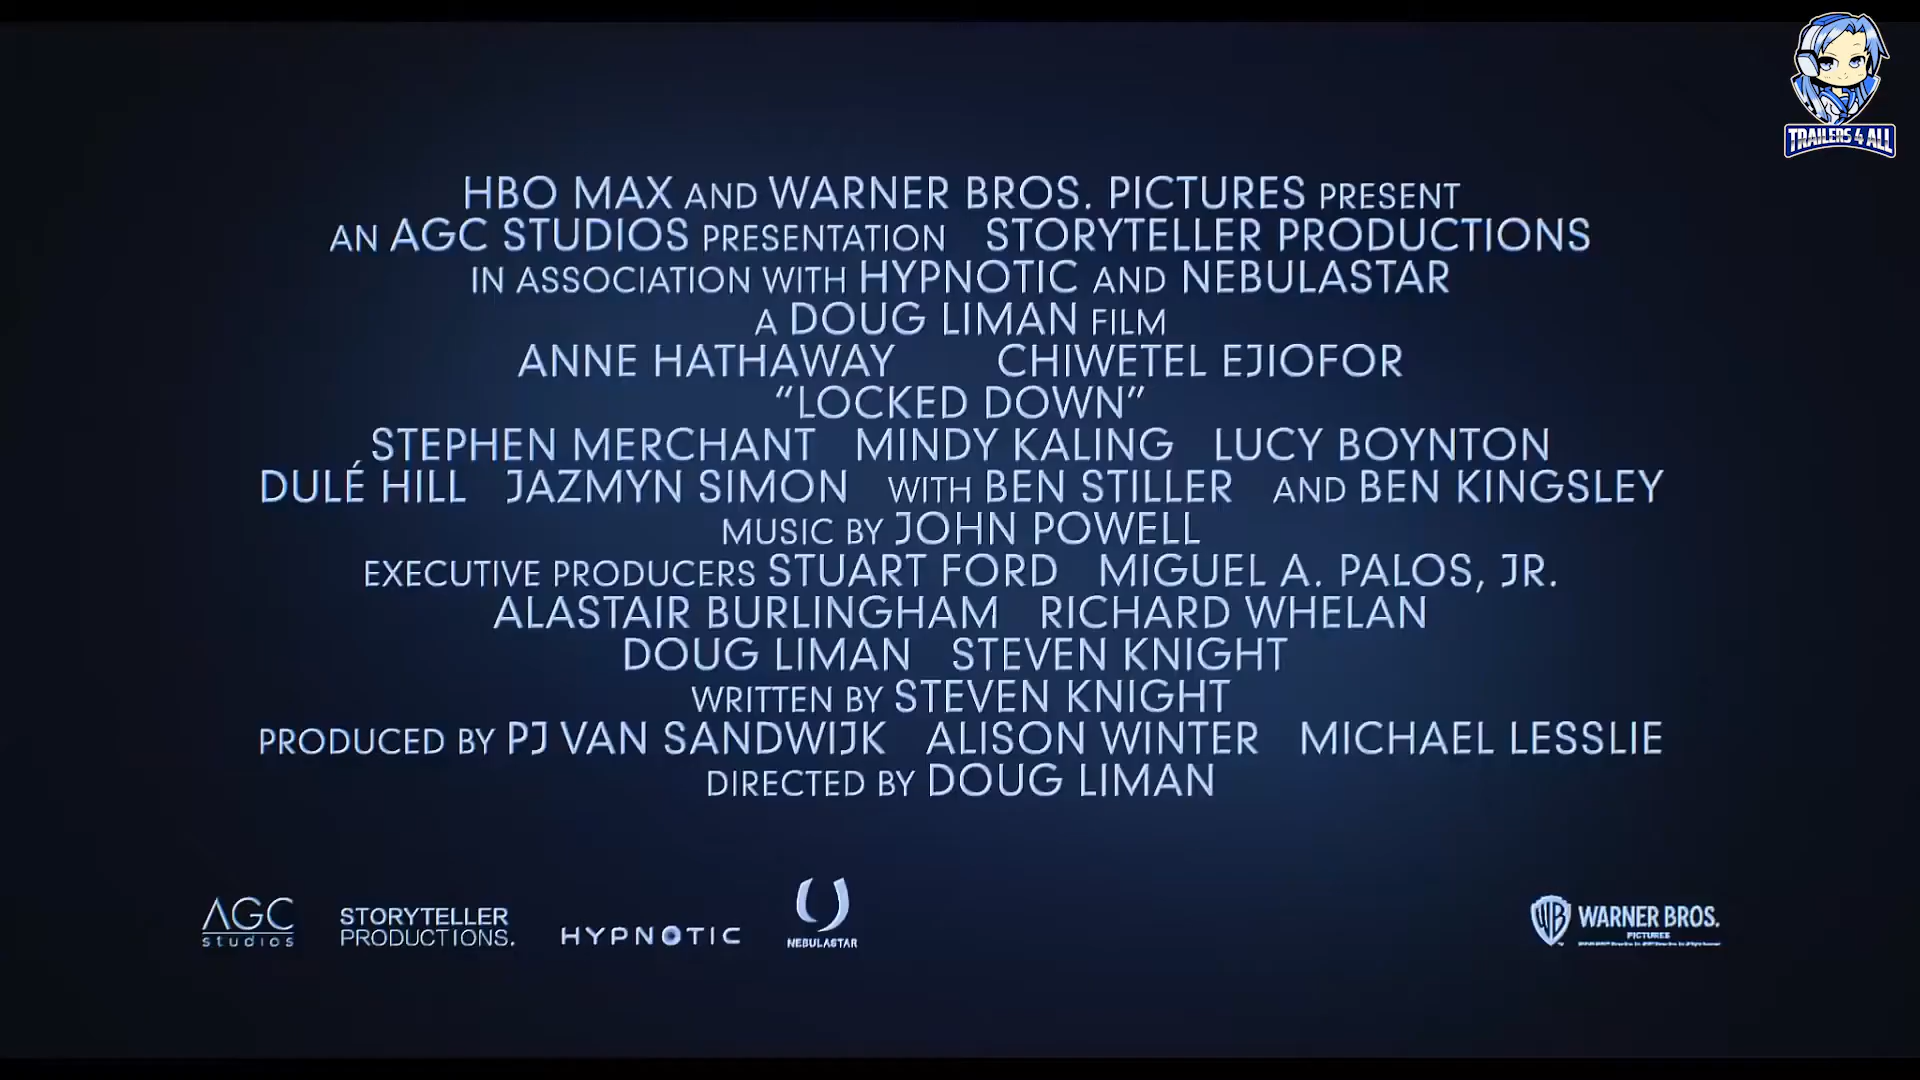 TRAILERS 4 ALL
HBO MAX AND WARNER BROS. PICTURES PRESENT
AN AGC STUDIOS PRESENTATION STORYTELLER PRODUCTIONS
IN ASSOCIATION WITH HYPNOTIC AND NEBULASTAR
A DOUG LIMAN FILM
ANNE HATHAWAY CHIWETEL EJIOFOR
“LOCKED DOWN”
STEPHEN MERCHANT MINDY KALING LUCY BOYNTON
DULÉ HILL JAZMYN SIMON WITH BEN STILLER AND BEN KINGSLEY
MUSIC BY JOHN POWELL
EXECUTIVE PRODUCERS STUART FORD MIGUEL A. PALOS, JR.
ALASTAIR BURLINGHAM RICHARD WHELAN
DOUG LIMAN STEVEN KNIGHT
WRITTEN BY STEVEN KNIGHT
PRODUCED BY PJ VAN SANDWIJK ALISON WINTER MICHAEL LESSLIE
DIRECTED BY DOUG LIMAN
AGC
studios
STORYTELLER
PRODUCTIONS.
HYPNOTIC
NEBULASTAR
WB WARNER BROS.
PICTURES